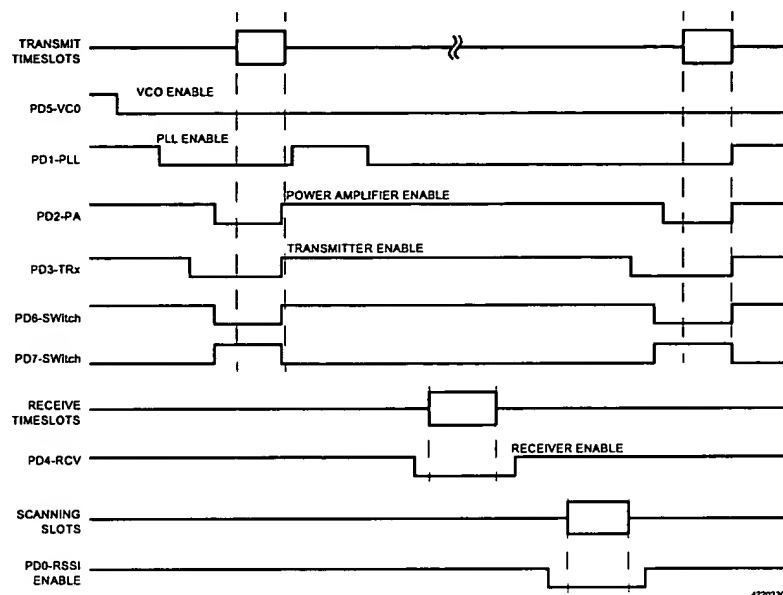 TRANSMIT
TIMESLOTS
VCO ENABLE
PD5-VC0
PLL ENABLE
PD1-PLL
POWER AMPLIFIER ENABLE
PD2-PA
TRANSMITTER ENABLE
PD3-TRx
PD6-SWitch
PD7-SWitch
RECEIVE
TIMESLOTS
RECEIVER ENABLE
PD4-RCV
SCANNING
SLOTS
PD0-RSSI
ENABLE